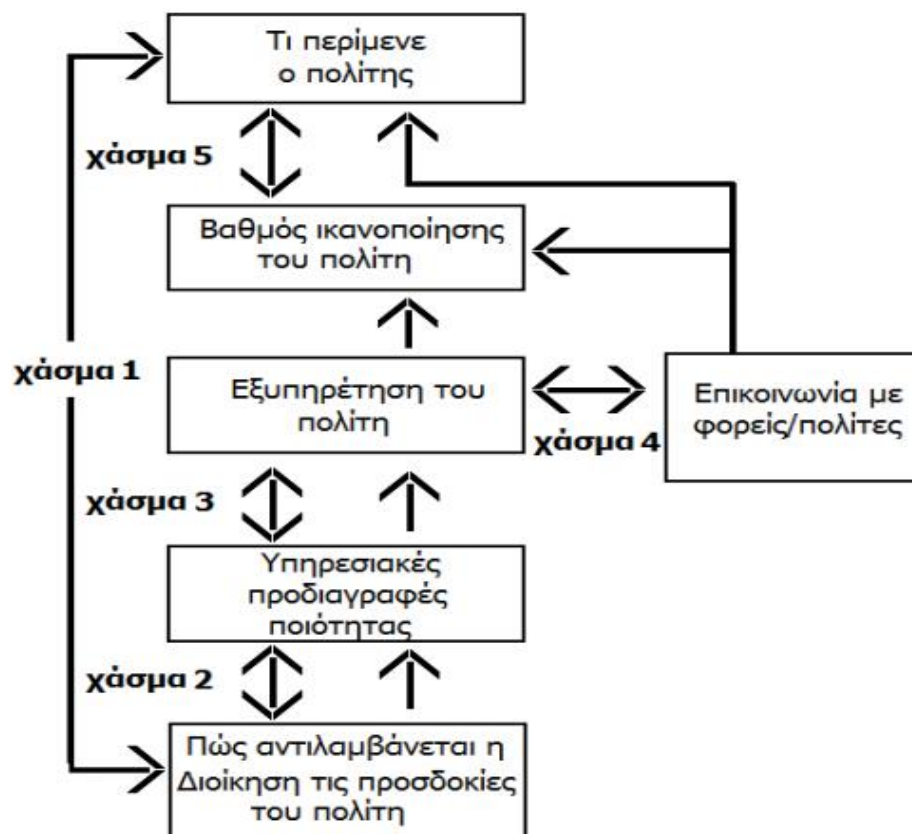 Τι περίμενε
ο πολίτης
χάσμα 5
Βαθμός ικανοποίησης
του πολίτη
χάσμα 1
Εξυπηρέτηση του
πολίτη
χάσμα 4
Επικοινωνία με
φορείς/πολίτες
χάσμα 3
Υπηρεσιακές
προδιαγραφές
ποιότητας
χάσμα 2
Πώς αντιλαμβάνεται η
Διοίκηση τις προσδοκίες
του πολίτη